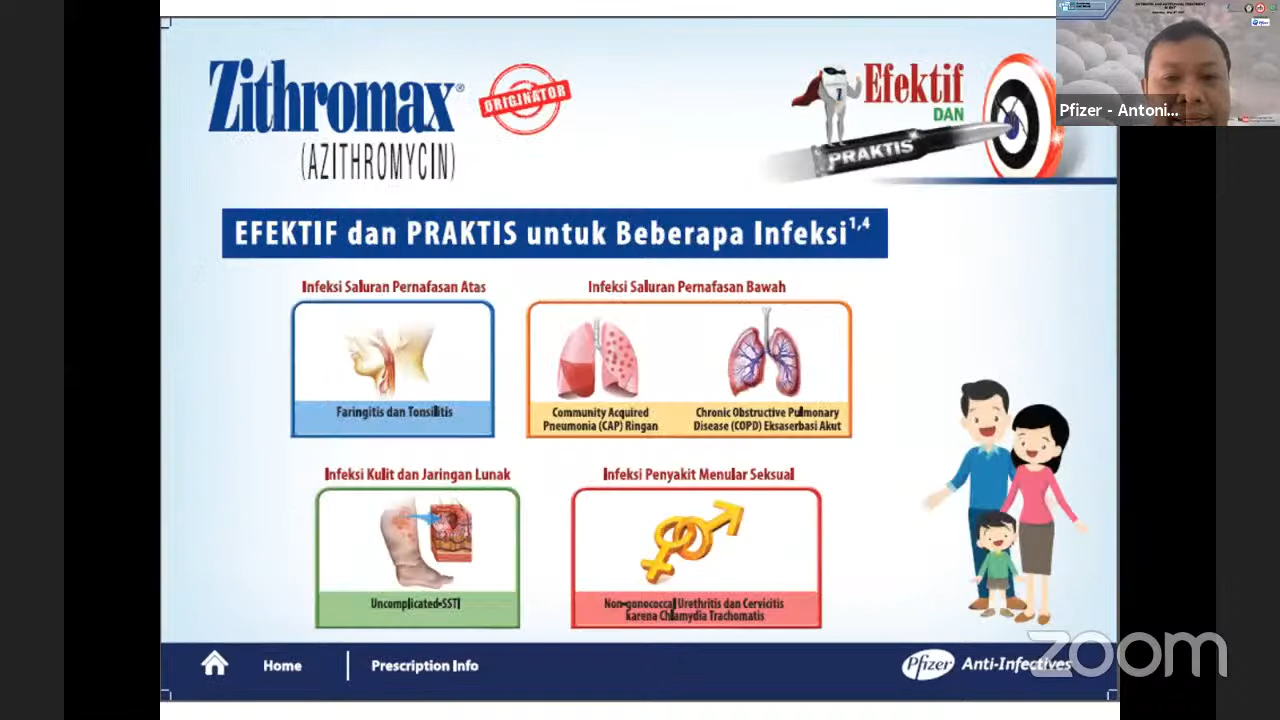 Zithromax®
(AZITHROMYCIN)
ORIGINATOR
Efektif
DAN
PRAKTIS
Pfizer - Antoni...
EFEKTIF dan PRAKTIS untuk Beberapa Infeksi1,4
Infeksi Saluran Pernafasan Atas
Faringitis dan Tonsilitis
Infeksi Saluran Pernafasan Bawah
Community Acquired
Pneumonia (CAP) Ringan
Chronic Obstructive Pulmonary
Disease (COPD) Eksaserbasi Akut
Infeksi Kulit dan Jaringan Lunak
Uncomplicated-SSTI
Infeksi Penyakit Menular Seksual
Non-gonococcal Urethritis dan Cervicitis
karena Chlamydia Trachomatis
Home
Prescription Info
Pfizer Anti-Infectives
zoom